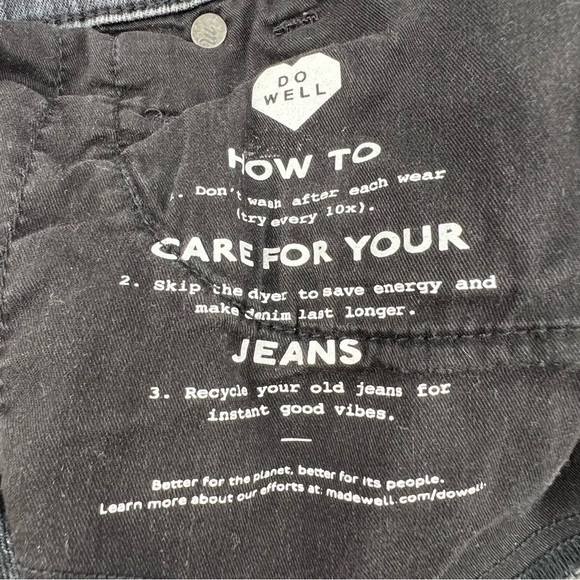 DO
WELL
HOW TO
1. Don't wash after each wear
(try every 10x).
CARE FOR YOUR
2. Skip the dyer to save energy and
make denim last longer.
JEANS
3. Recycle your old jeans for
instant good vibes.
Better for the planet, better for its people.
Learn more about our efforts at: madewell.com/dowell.